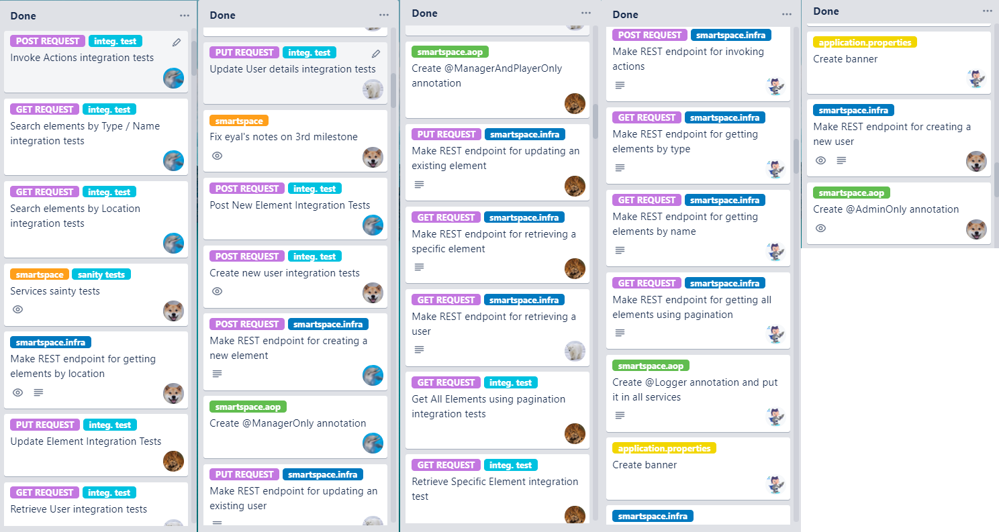 Done
POST REQUEST integ. test
Invoke Actions integration tests
GET REQUEST integ. test
Search elements by Type / Name
integration tests
GET REQUEST integ. test
Search elements by Location
integration tests
smartspace sanity tests
Services sainty tests
smartspace.infra
Make REST endpoint for getting
elements by location
PUT REQUEST integ. test
Update Element Integration Tests
GET REQUEST integ. test
Retrieve User integration tests
Done
PUT REQUEST integ. test
Update User details integration tests
smartspace
Fix eyal's notes on 3rd milestone
POST REQUEST integ. test
Post New Element Integration Tests
POST REQUEST integ. test
Create new user integration tests
POST REQUEST smartspace.infra
Make REST endpoint for creating a
new element
smartspace.aop
Create @ManagerOnly annotation
PUT REQUEST smartspace.infra
Make REST endpoint for updating an
existing user
Done
smartspace.aop
Create @ManagerAndPlayerOnly
annotation
PUT REQUEST smartspace.infra
Make REST endpoint for updating an
existing element
GET REQUEST smartspace.infra
Make REST endpoint for retrieving a
specific element
GET REQUEST smartspace.infra
Make REST endpoint for retrieving a
user
GET REQUEST integ. test
Get All Elements using pagination
integration tests
GET REQUEST integ. test
Retrieve Specific Element integration
test
Done
POST REQUEST smartspace.infra
Make REST endpoint for invoking
actions
GET REQUEST smartspace.infra
Make REST endpoint for getting
elements by type
GET REQUEST smartspace.infra
Make REST endpoint for getting
elements by name
GET REQUEST smartspace.infra
Make REST endpoint for getting all
elements using pagination
smartspace.aop
Create @Logger annotation and put
it in all services
application.properties
Create banner
smartspace.infra
Done
application.properties
Create banner
smartspace.infra
Make REST endpoint for creating a
new user
smartspace.aop
Create @AdminOnly annotation